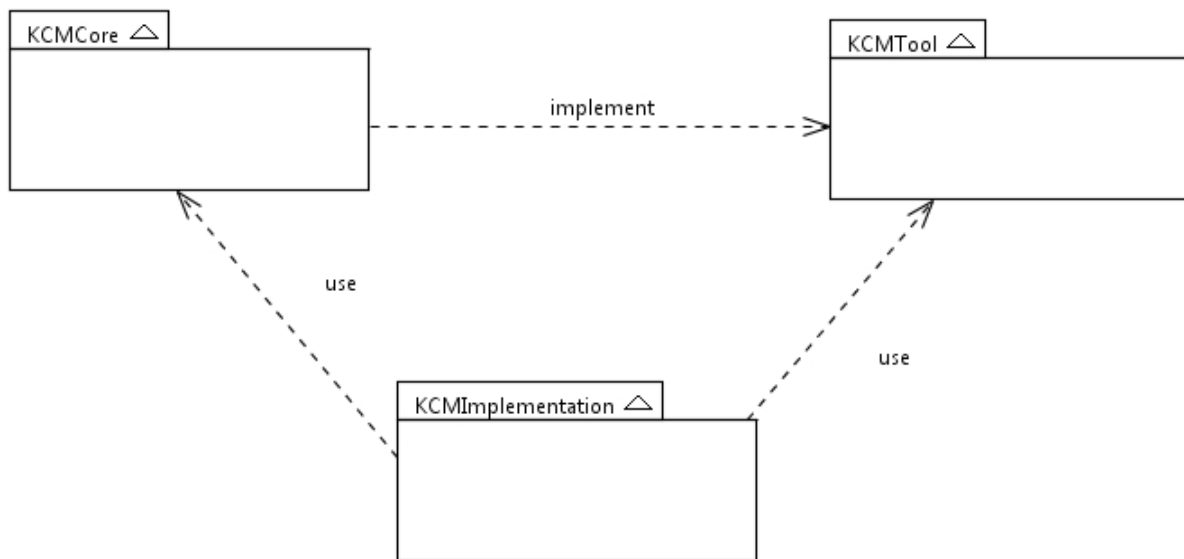 KCMCore
KCMTool
implement
use
use
KCMImplementation